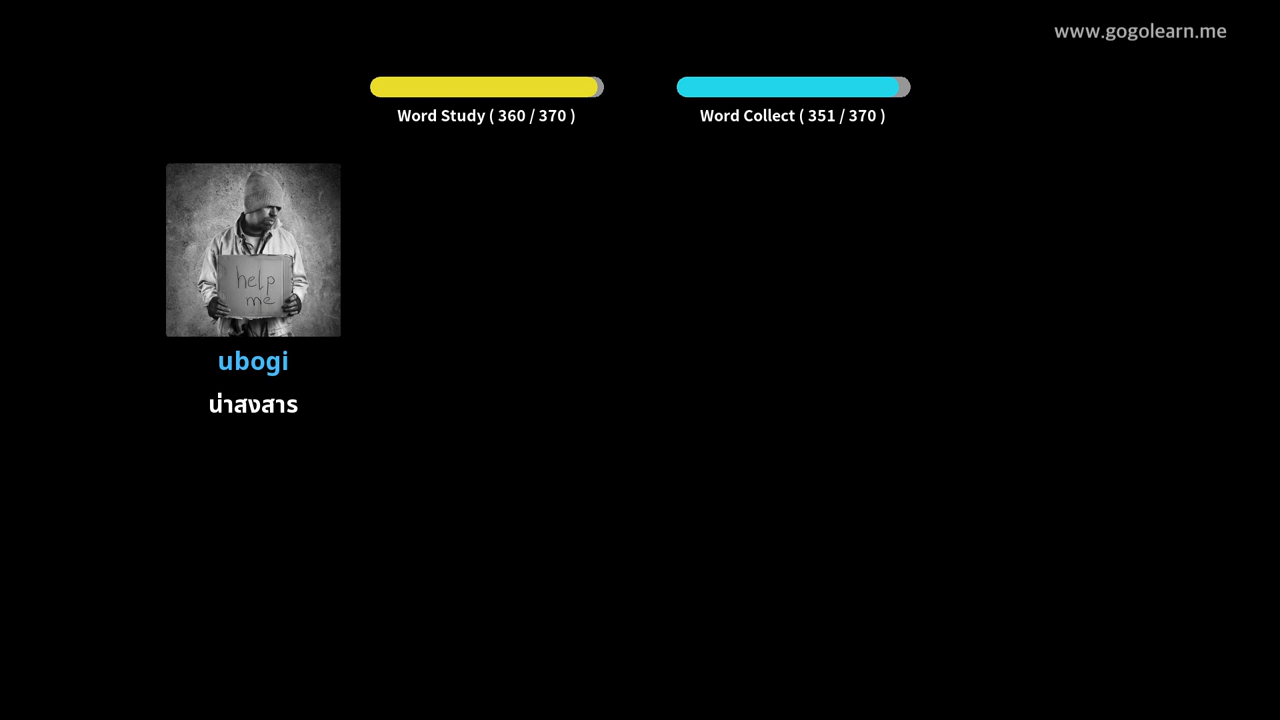 www.gogolearn.me
Word Study ( 360 / 370 )
Word Collect ( 351 / 370 )
help
me
ubogi
น่าสงสาร